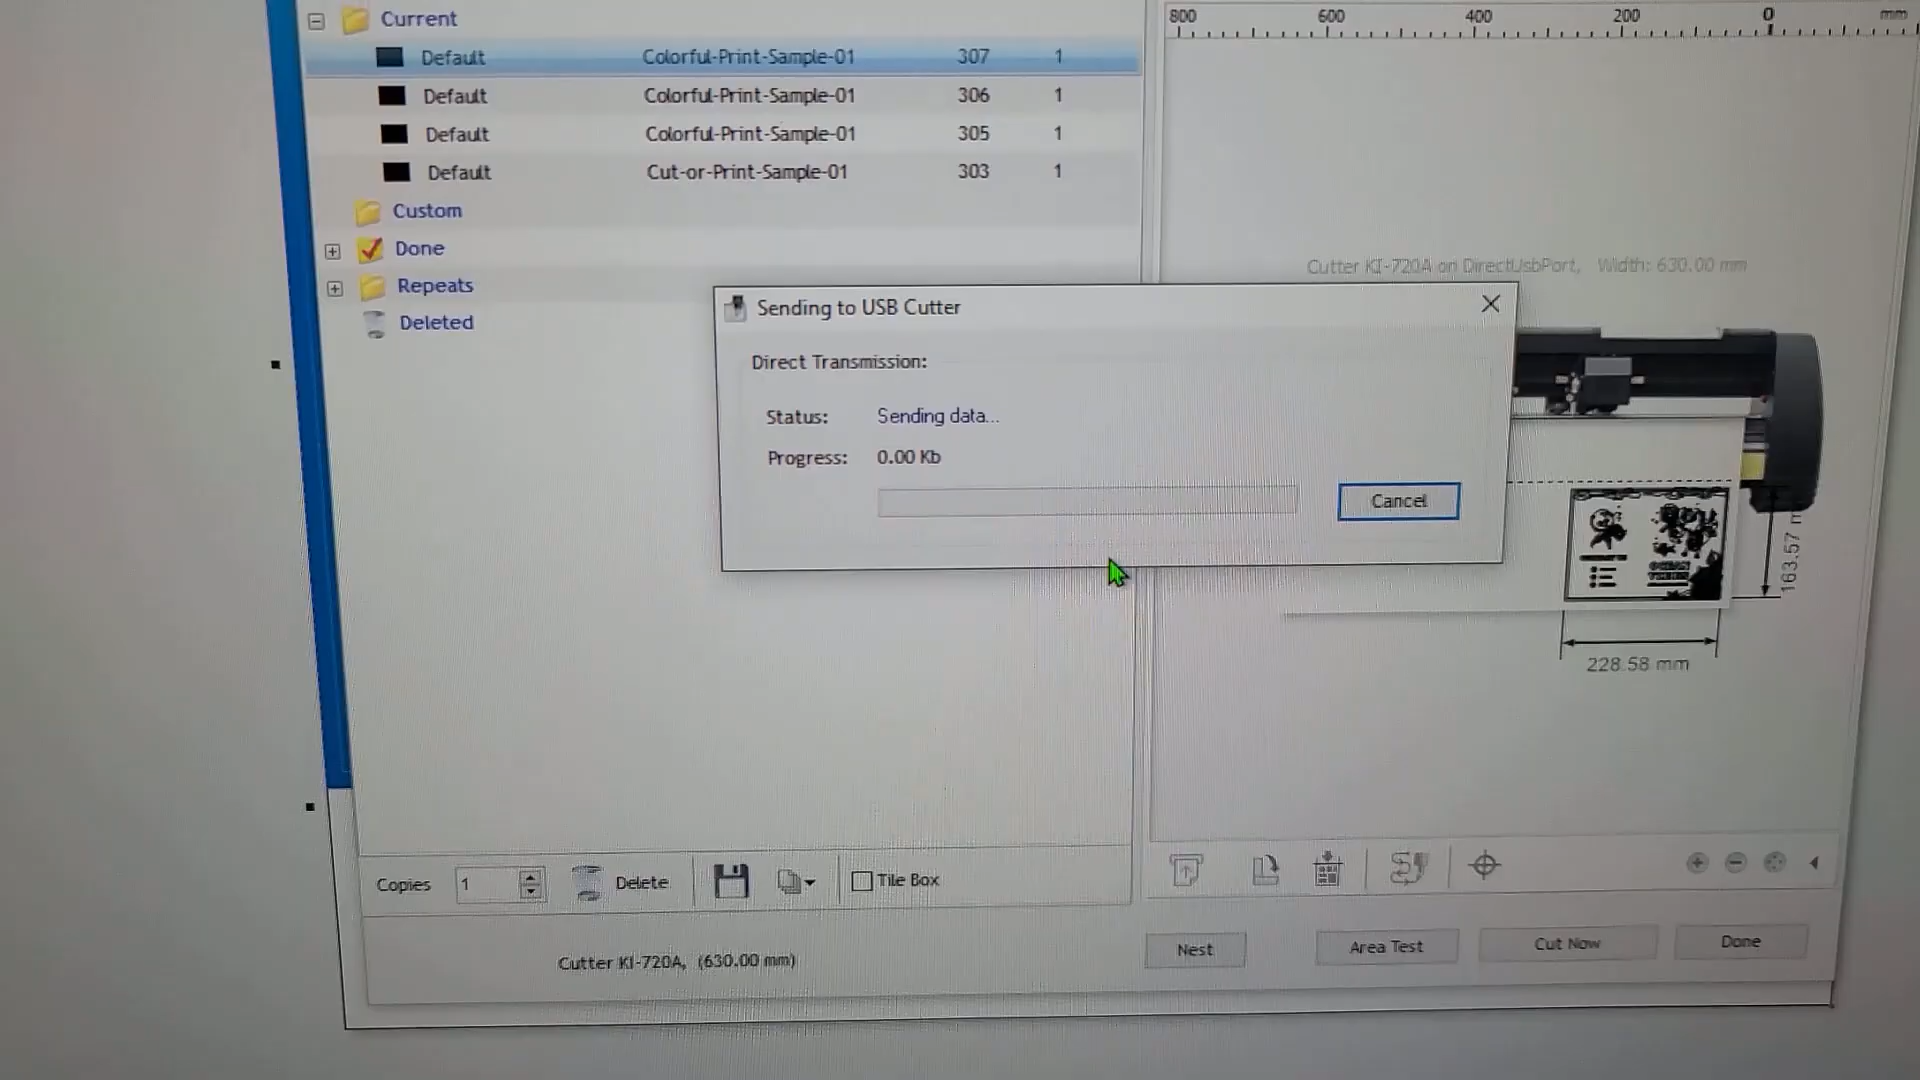 Current
Default Colorful-Print-Sample-01 307 1
Default Colorful-Print-Sample-01 306 1
Default Colorful-Print-Sample-01 305 1
Default Cut-or-Print-Sample-01 303 1
Custom
Done
Repeats
Deleted
800 600 400 200 0 mm
Cutter KI-720A on DirectUsbPort, Width: 630.00 mm
Sending to USB Cutter
Direct Transmission:
Status: Sending data...
Progress: 0.00 Kb
Cancel
163.57 m
228.58 mm
Copies 1 Delete Tile Box
Cutter KI-720A, (630.00 mm)
Nest Area Test Cut Now Done